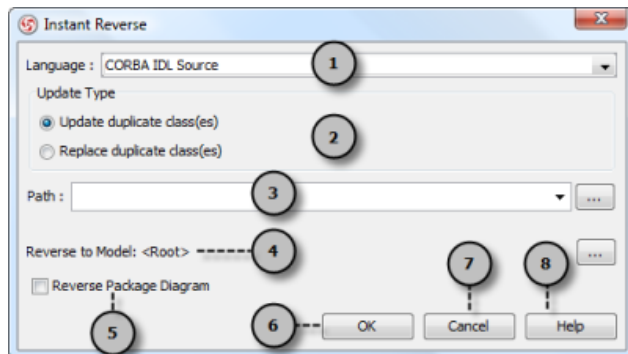 Instant Reverse
Language : CORBA IDL Source 1
Update Type
Update duplicate class(es)
2
Replace duplicate class(es)
Path : 3 ...
Reverse to Model: <Root> 4 ...
7 8
Reverse Package Diagram
5 6 OK Cancel Help